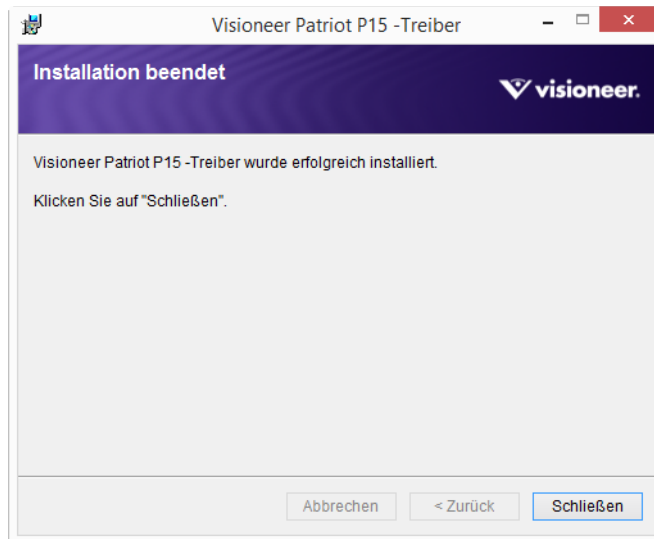 Visioneer Patriot P15 -Treiber
Installation beendet
visioneer.
Visioneer Patriot P15 -Treiber wurde erfolgreich installiert.
Klicken Sie auf "Schließen".
Abbrechen
< Zurück
Schließen